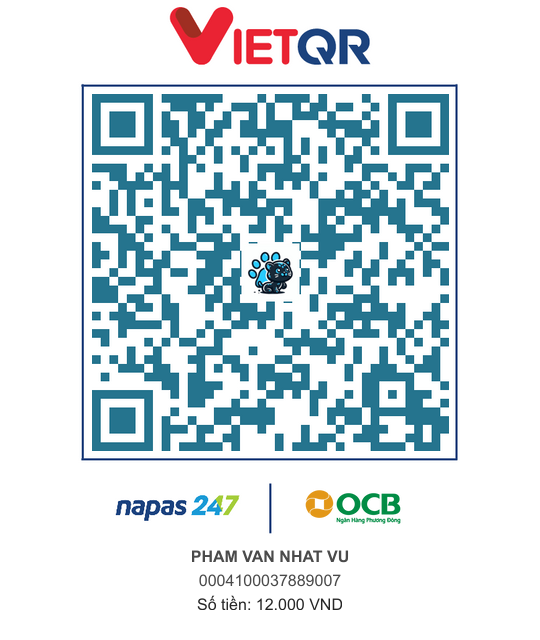 VIETQR
napas 247
OCB
Ngân Hàng Phương Đông
PHAM VAN NHAT VU
0004100037889007
Số tiền: 12.000 VND